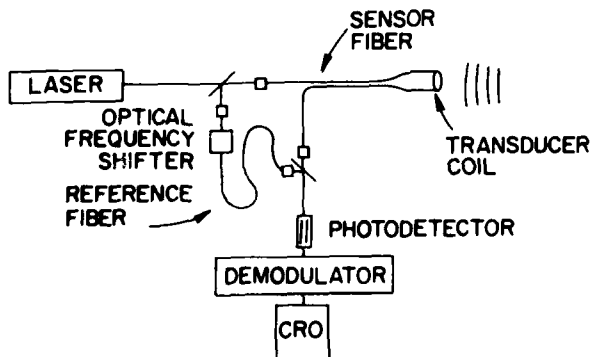 SENSOR
FIBER
LASER
OPTICAL
FREQUENCY
SHIFTER
TRANSDUCER
COIL
REFERENCE
FIBER
PHOTODETECTOR
DEMODULATOR
CRO